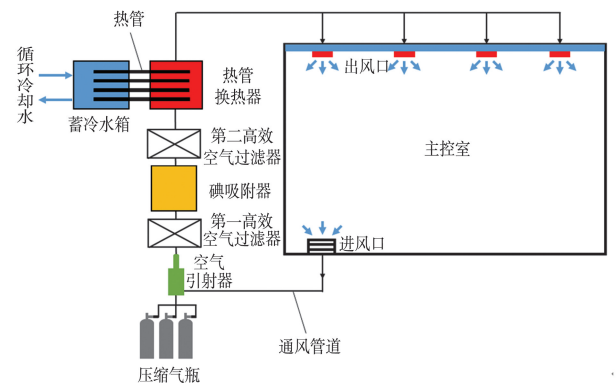 热管
循环冷却水
热管
换热器
蓄冷水箱
出风口
第二高效
空气过滤器
主控室
碘吸附器
第一高效
空气过滤器
进风口
空气
引射器
通风管道
压缩气瓶